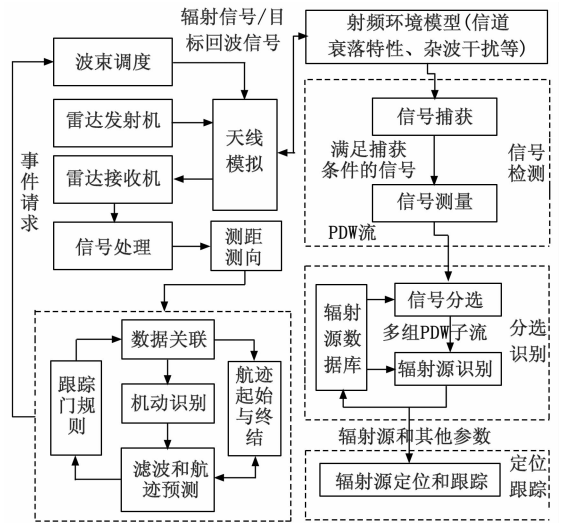 辐射信号/目
标回波信号
射频环境模型(信道
衰落特性、杂波干扰等)
波束调度
雷达发射机
天线
模拟
雷达接收机
事件请求
信号处理
测距
测向
信号捕获
满足捕获
条件的信号
信号
检测
信号测量
PDW流
辐射
源数
据库
信号分选
多组PDW子流
分选
识别
辐射源识别
数据关联
跟踪
门规
则
机动识别
航迹
起始
与终
结
滤波和航
迹预测
辐射源和其他参数
辐射源定位和跟踪
定位
跟踪